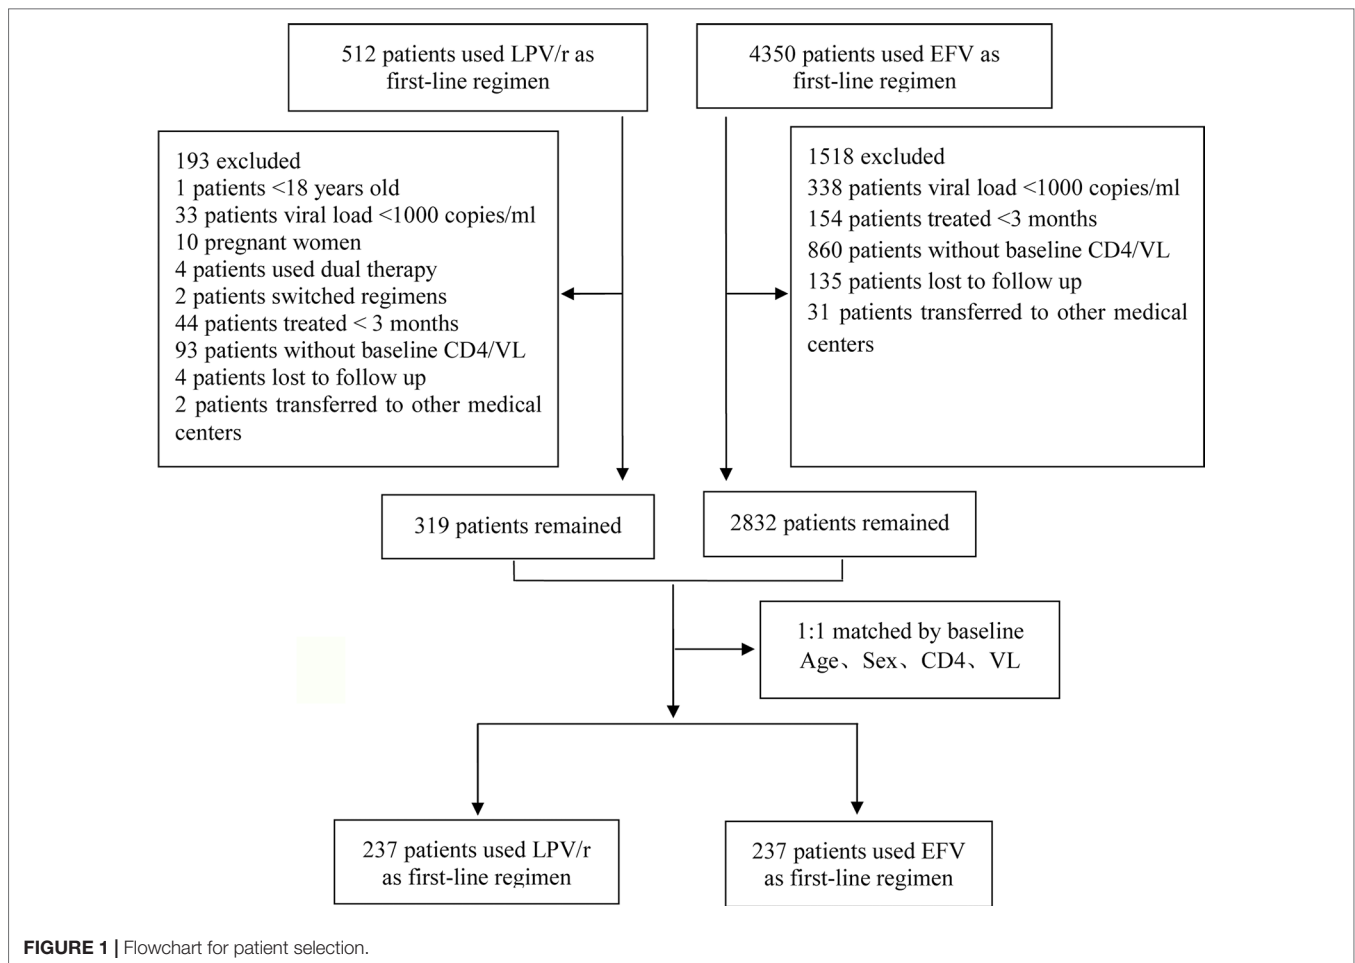 512 patients used LPV/r as
first-line regimen
4350 patients used EFV as
first-line regimen
193 excluded
1 patients <18 years old
33 patients viral load <1000 copies/ml
10 pregnant women
4 patients used dual therapy
2 patients switched regimens
44 patients treated < 3 months
93 patients without baseline CD4/VL
4 patients lost to follow up
2 patients transferred to other medical
centers
1518 excluded
338 patients viral load <1000 copies/ml
154 patients treated <3 months
860 patients without baseline CD4/VL
135 patients lost to follow up
31 patients transferred to other medical
centers
319 patients remained
2832 patients remained
1:1 matched by baseline
Age、Sex、CD4、VL
237 patients used LPV/r
as first-line regimen
237 patients used EFV
as first-line regimen
FIGURE 1 | Flowchart for patient selection.